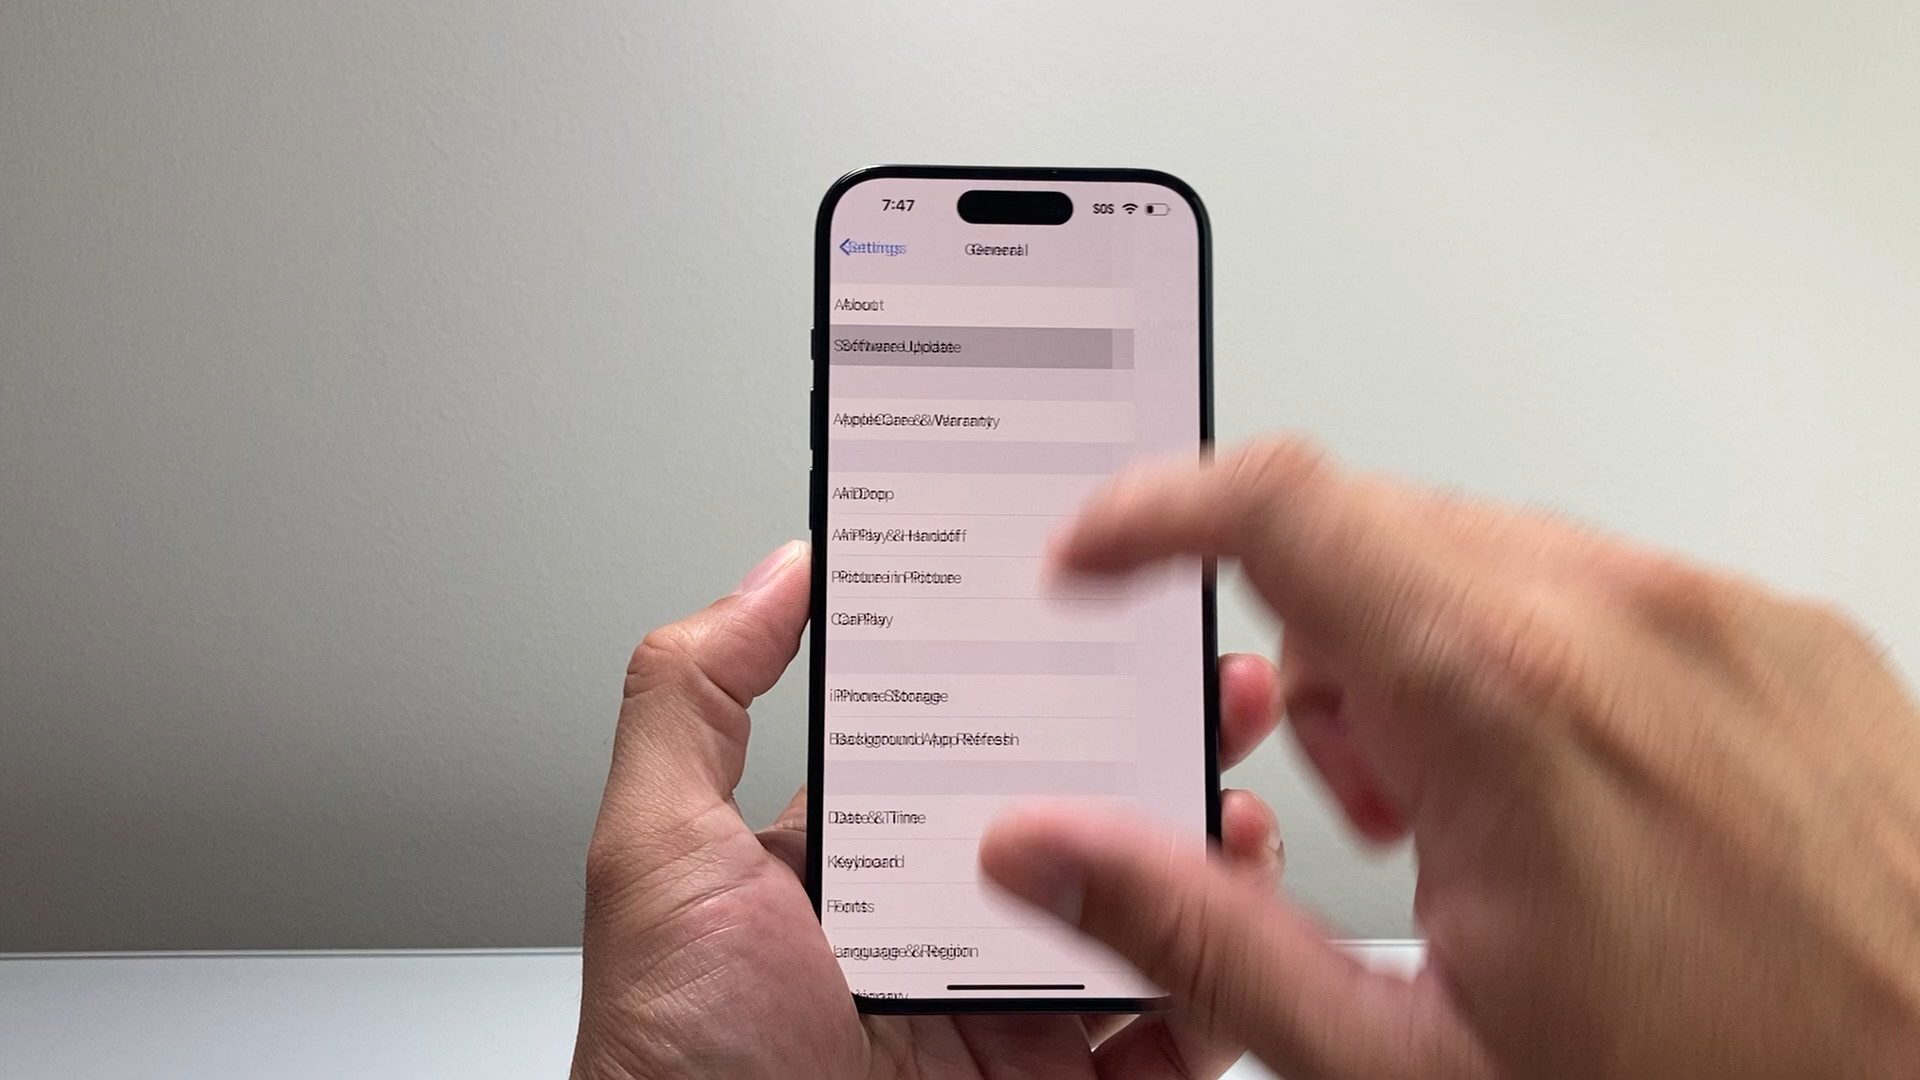 7:47
SOS
Settings
General
About
Software Update
AppleCare & Warranty
AirDrop
AirPlay & Handoff
Picture in Picture
CarPlay
iPhone Storage
Background App Refresh
Date & Time
Keyboard
Fonts
Language & Region